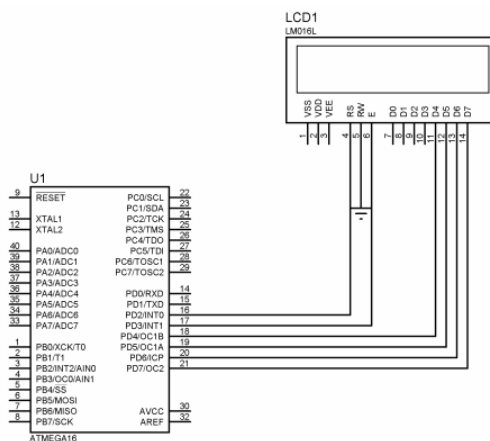 LCD1
LM016L
VSS VDD VEE RS RW E D0 D1 D2 D3 D4 D5 D6 D7
1 2 3 4 5 6 7 8 9 10 11 12 13 14
U1
9 RESET PC0/SCL 22
PC1/SDA 23
13 XTAL1 PC2/TCK 24
12 XTAL2 PC3/TMS 25
PC4/TDO 26
40 PA0/ADC0 PC5/TDI 27
39 PA1/ADC1 PC6/TOSC1 28
38 PA2/ADC2 PC7/TOSC2 29
37 PA3/ADC3
36 PA4/ADC4 PD0/RXD 14
35 PA5/ADC5 PD1/TXD 15
34 PA6/ADC6 PD2/INT0 16
33 PA7/ADC7 PD3/INT1 17
PD4/OC1B 18
1 PB0/XCK/T0 PD5/OC1A 19
2 PB1/T1 PD6/ICP 20
3 PB2/INT2/AIN0 PD7/OC2 21
4 PB3/OC0/AIN1
5 PB4/SS
6 PB5/MOSI
7 PB6/MISO AVCC 30
8 PB7/SCK AREF 32
ATMEGA16